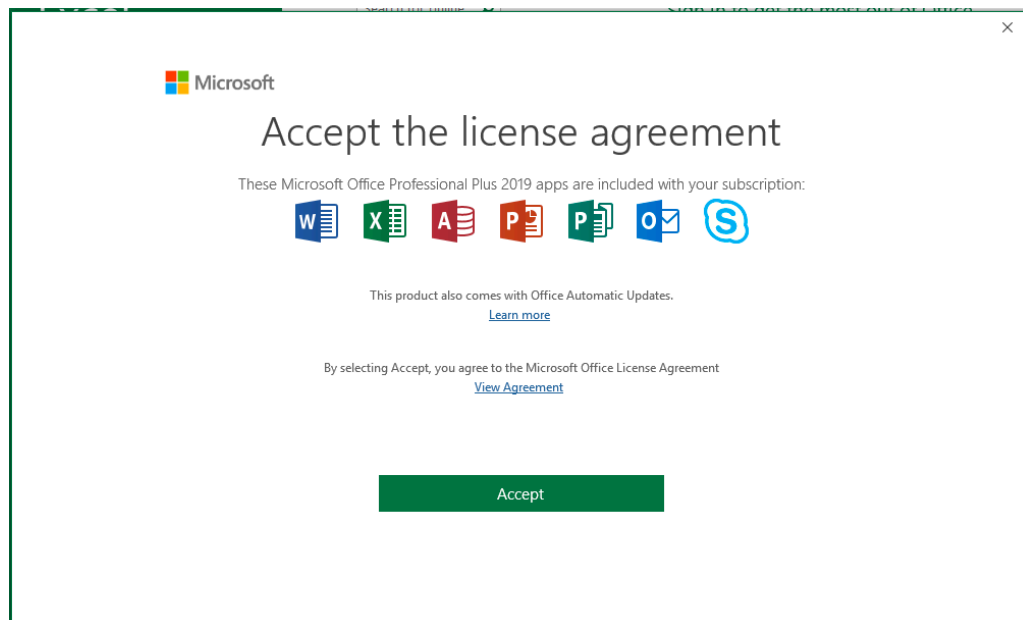 Microsoft
Accept the license agreement
These Microsoft Office Professional Plus 2019 apps are included with your subscription:
W X A P P O S
This product also comes with Office Automatic Updates.
Learn more
By selecting Accept, you agree to the Microsoft Office License Agreement
View Agreement
Accept